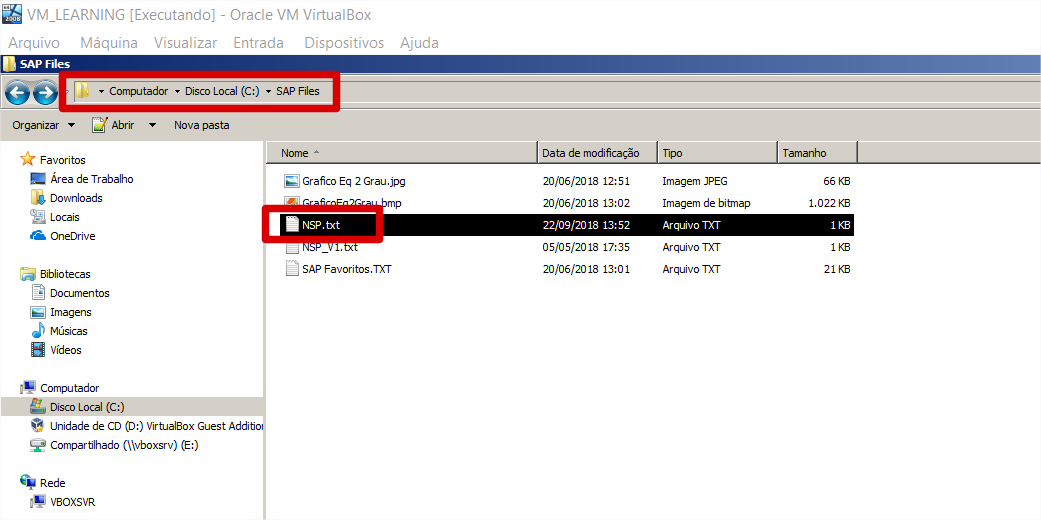 VM_LEARNING [Executando] - Oracle VM VirtualBox
Arquivo Máquina Visualizar Entrada Dispositivos Ajuda
SAP Files
Computador Disco Local (C:) SAP Files
Organizar Abrir Nova pasta
Favoritos
Área de Trabalho
Downloads
Locais
OneDrive
Bibliotecas
Documentos
Imagens
Músicas
Vídeos
Computador
Disco Local (C:)
Unidade de CD (D:) VirtualBox Guest Addition
Compartilhado (\\vboxsrv) (E:)
Rede
VBOXSVR
Nome Data de modificação Tipo Tamanho
Grafico Eq 2 Grau.jpg 20/06/2018 12:51 Imagem JPEG 66 KB
GraficoEq2Grau.bmp 20/06/2018 13:02 Imagem de bitmap 1.022 KB
NSP.txt 22/09/2018 13:52 Arquivo TXT 1 KB
NSP_V1.txt 05/05/2018 17:35 Arquivo TXT 1 KB
SAP Favoritos.TXT 20/06/2018 13:01 Arquivo TXT 21 KB